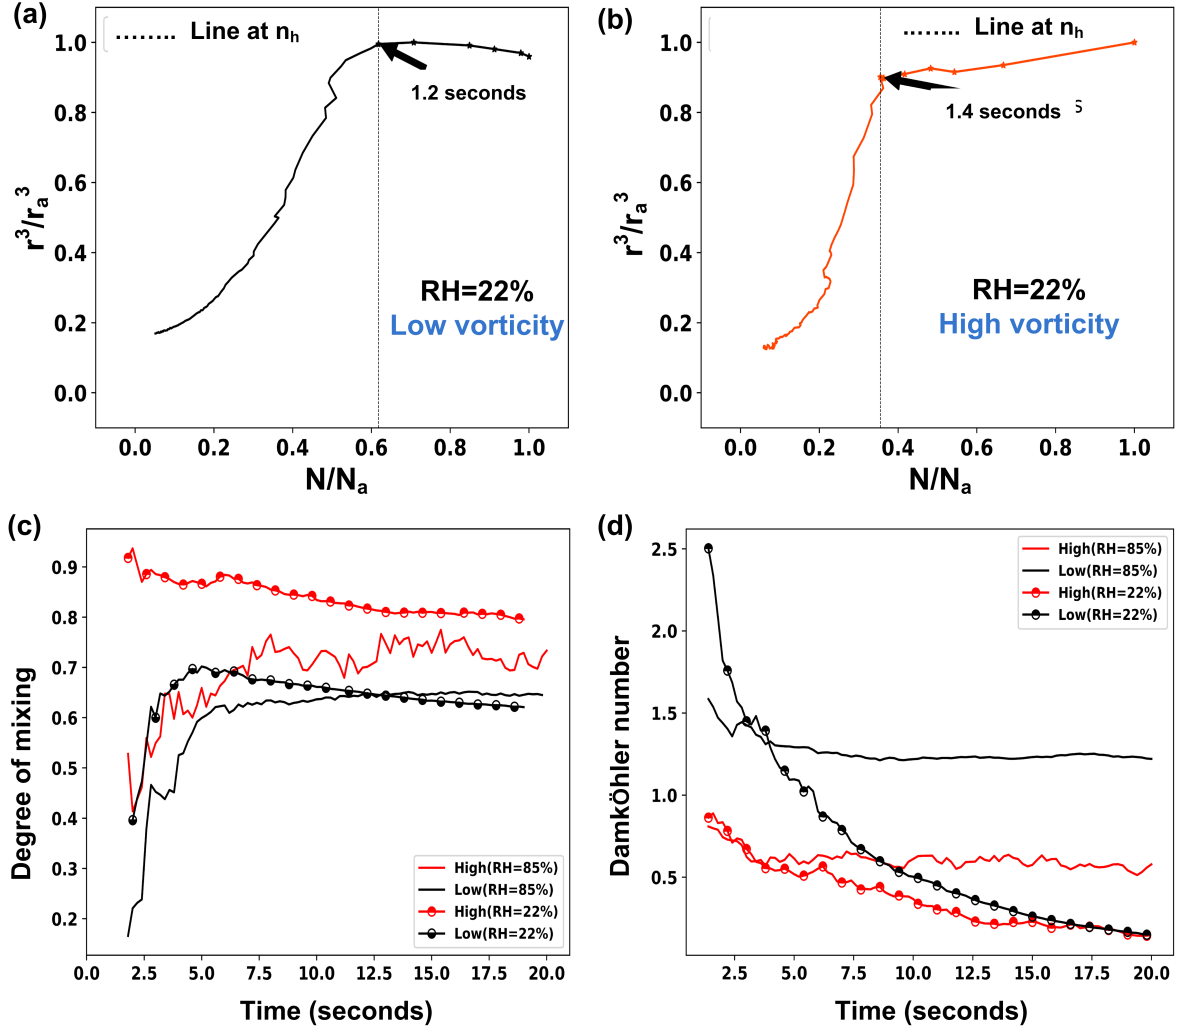 (a)
........ Line at nh
1.0
0.8
0.6
0.4
0.2
0.0
r³/ra³
1.2 seconds
RH=22%
Low vorticity
0.0 0.2 0.4 0.6 0.8 1.0
N/Na
(b)
........ Line at nh
1.0
0.8
0.6
0.4
0.2
0.0
r³/ra³
1.4 seconds s
RH=22%
High vorticity
0.0 0.2 0.4 0.6 0.8 1.0
N/Na
(c)
0.9
0.8
0.7
0.6
0.5
0.4
0.3
0.2
Degree of mixing
High(RH=85%)
Low(RH=85%)
High(RH=22%)
Low(RH=22%)
0.0 2.5 5.0 7.5 10.0 12.5 15.0 17.5 20.0
Time (seconds)
(d)
2.5
2.0
1.5
1.0
0.5
Damköhler number
High(RH=85%)
Low(RH=85%)
High(RH=22%)
Low(RH=22%)
2.5 5.0 7.5 10.0 12.5 15.0 17.5 20.0
Time (seconds)